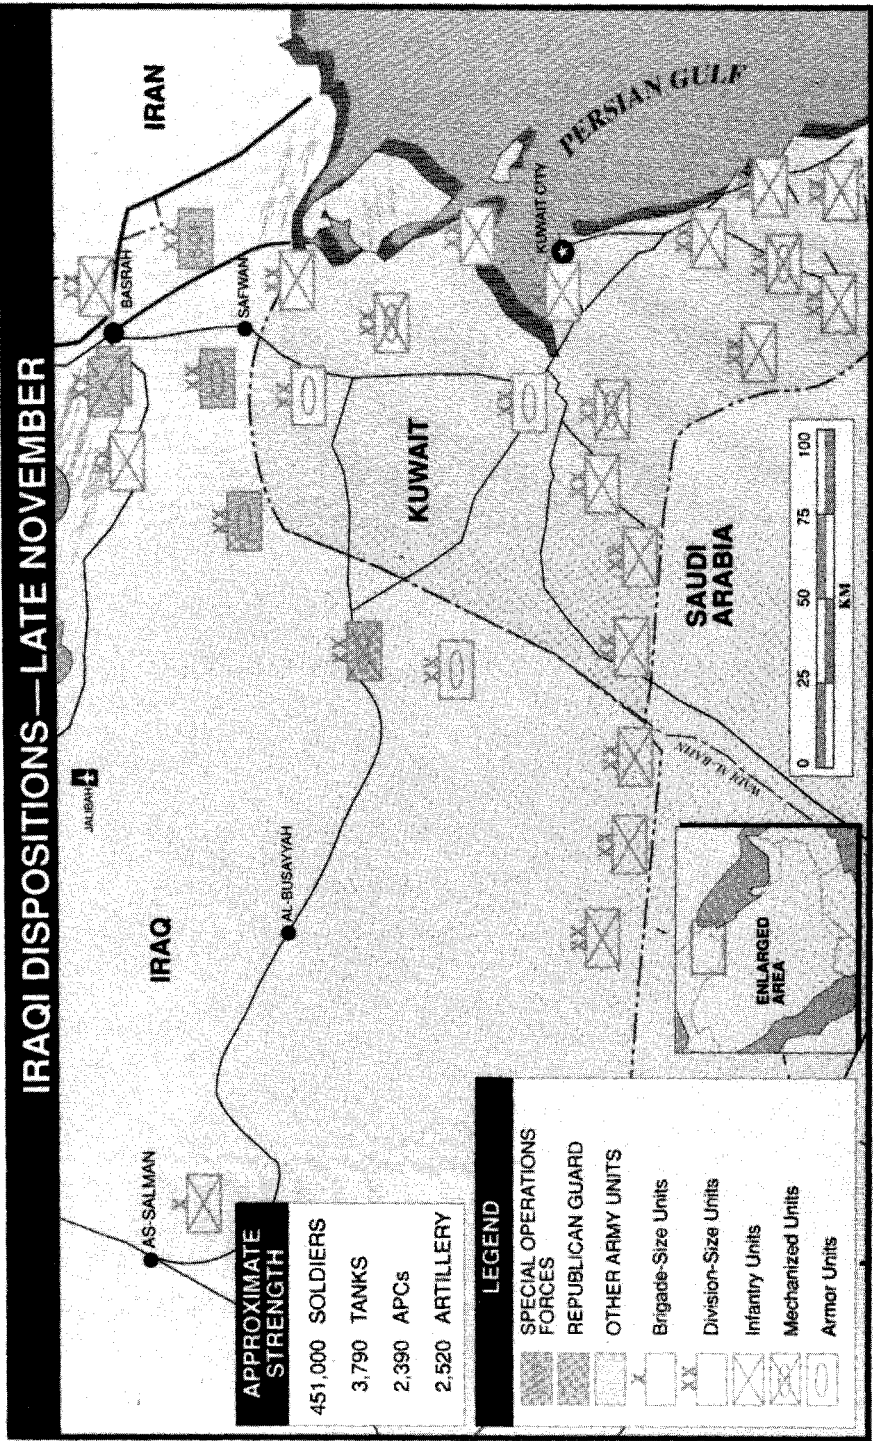 IRAQI DISPOSITIONS—LATE NOVEMBER
IRAN
BASRAH
SAFWAN
PERSIAN GULF
KUWAIT CITY
KUWAIT
JALIBAH
IRAQ
AL-BUSAYYAH
AS-SALMAN
SAUDI
ARABIA
WADI AL-BATIN
0 25 50 75 100
KM
ENLARGED
AREA
APPROXIMATE
STRENGTH
451,000 SOLDIERS
3,790 TANKS
2,390 APCs
2,520 ARTILLERY
LEGEND
SPECIAL OPERATIONS
FORCES
REPUBLICAN GUARD
OTHER ARMY UNITS
X Brigade-Size Units
XX Division-Size Units
Infantry Units
Mechanized Units
Armor Units